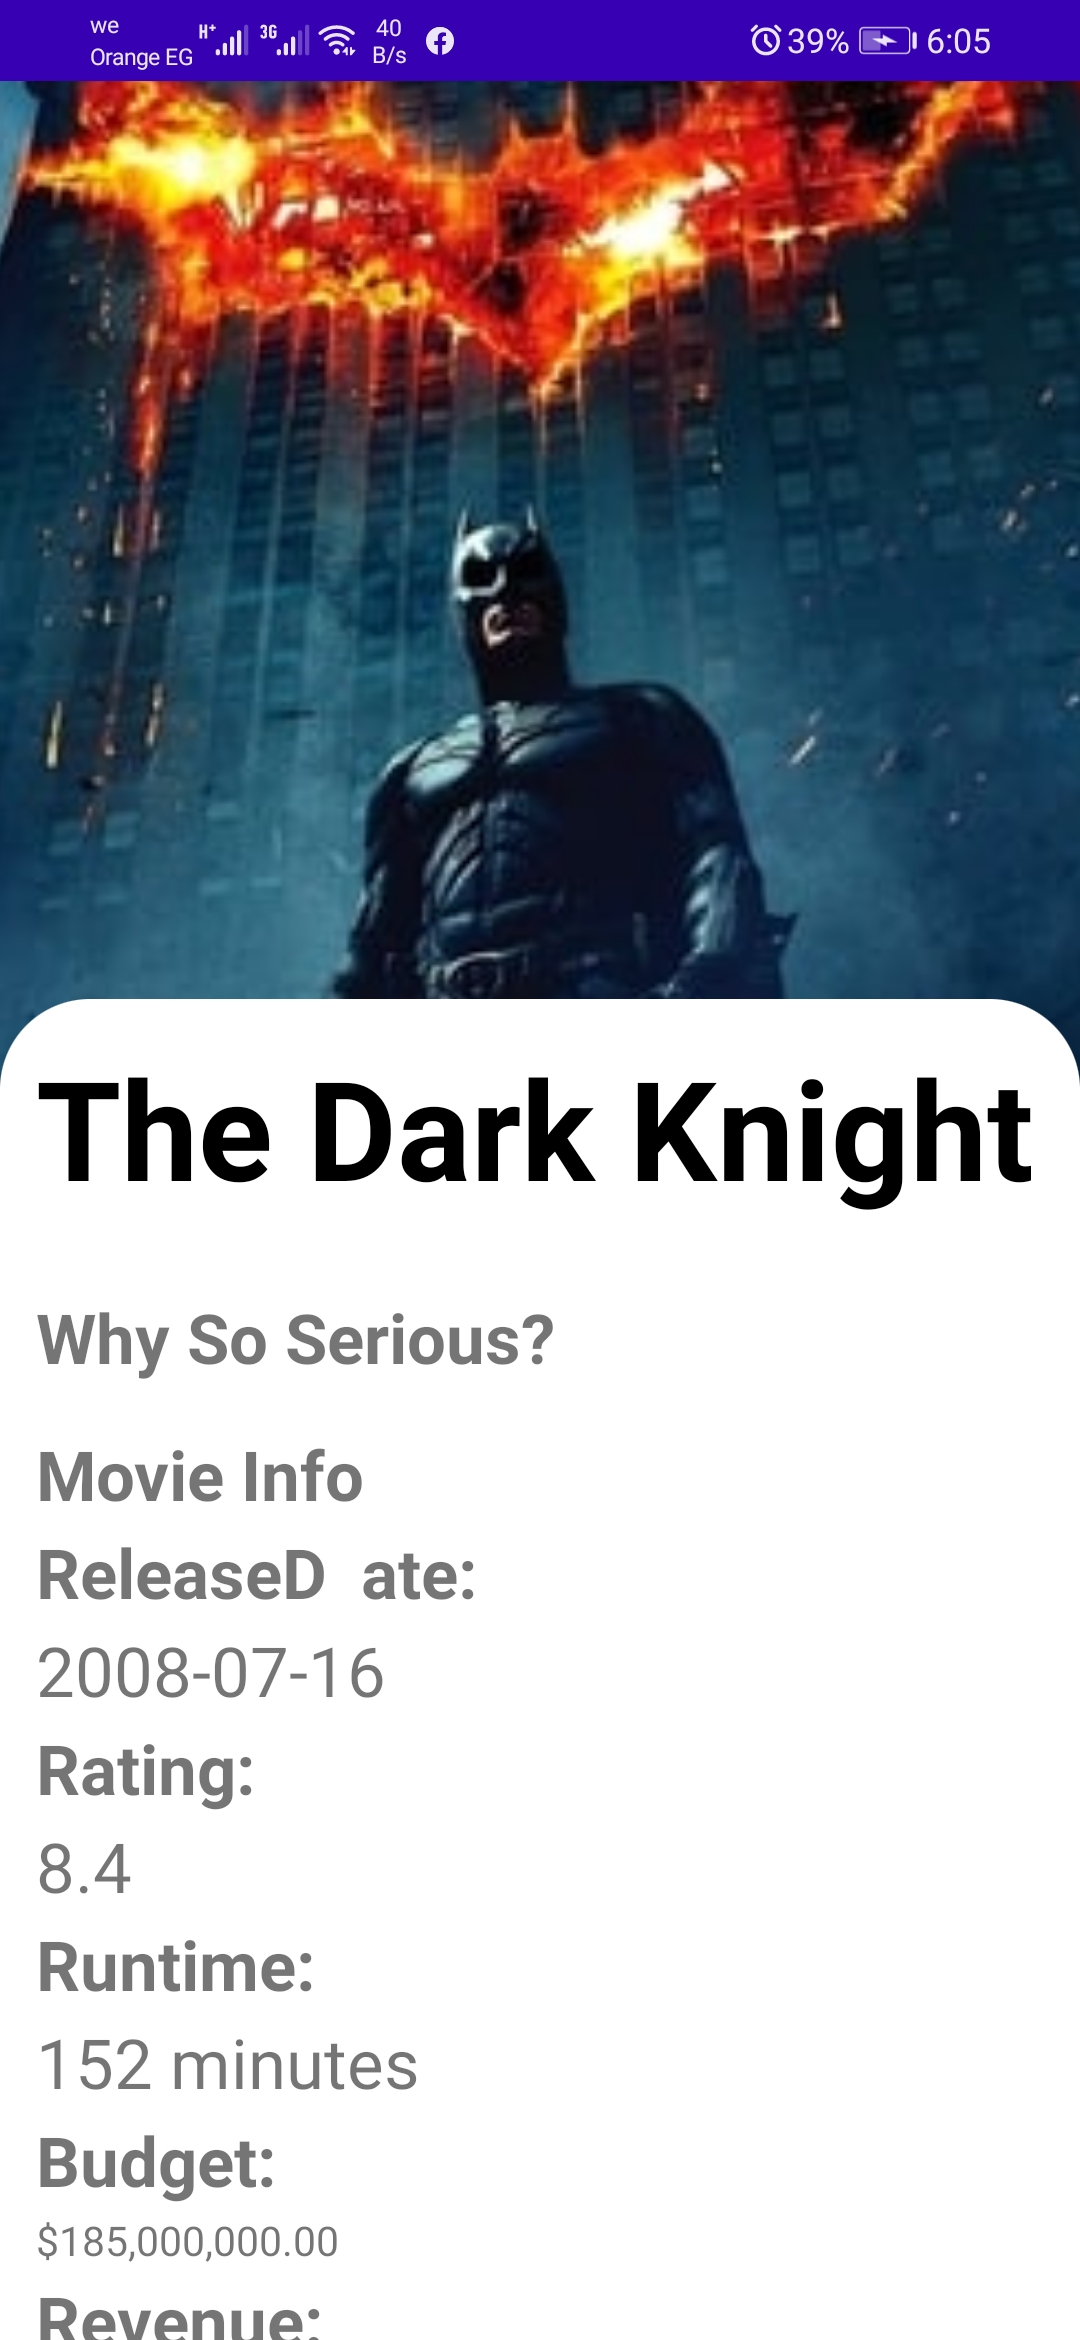 we
Orange EG
H+
3G
40
B/s
39%
6:05
The Dark Knight
Why So Serious?
Movie Info
ReleaseD ate:
2008-07-16
Rating:
8.4
Runtime:
152 minutes
Budget:
$185,000,000.00
Revenue: